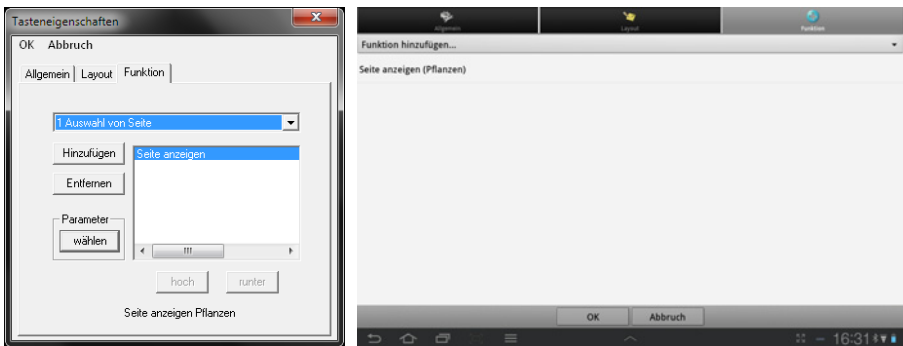 Tasteneigenschaften
OK Abbruch
Allgemein Layout Funktion
1 Auswahl von Seite
Hinzufügen
Seite anzeigen
Entfernen
Parameter
wählen
hoch runter
Seite anzeigen Pflanzen
Allgemein Layout Funktion
Funktion hinzufügen...
Seite anzeigen (Pflanzen)
OK Abbruch
16:31